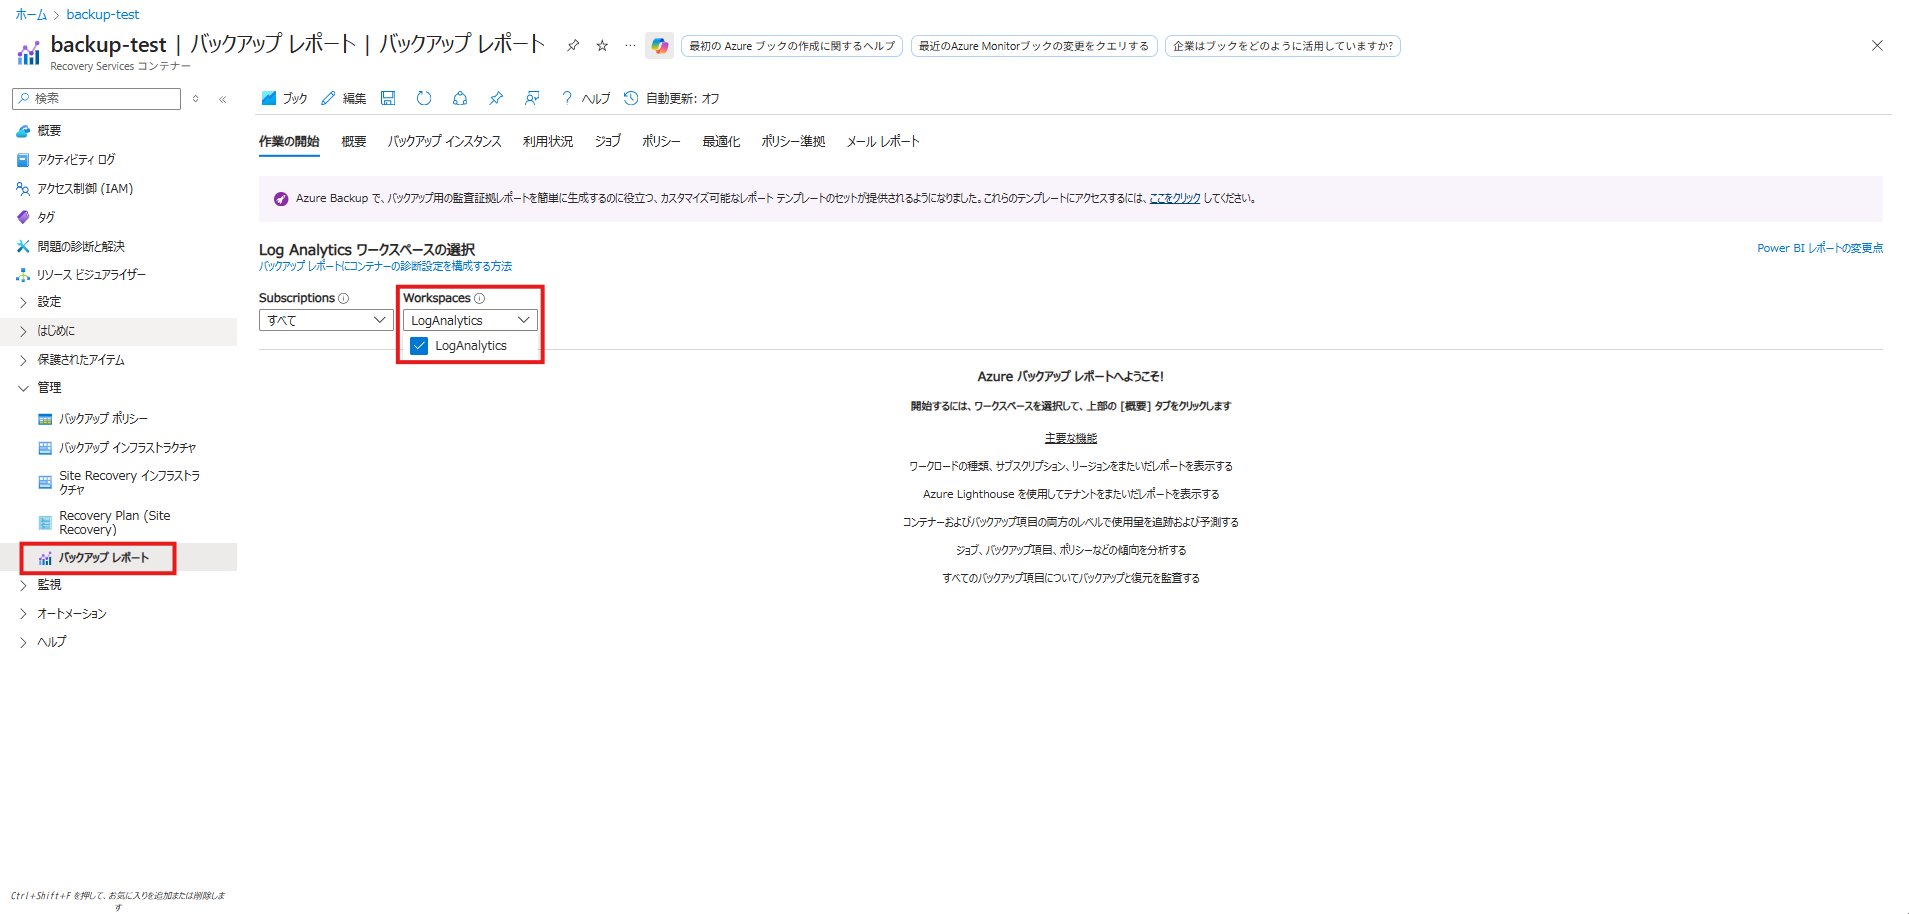 ホーム > backup-test
backup-test | バックアップ レポート | バックアップ レポート
Recovery Services コンテナー
最初の Azure ブックの作成に関するヘルプ
最近のAzure Monitorブックの変更をクエリする
企業はブックをどのように活用していますか?
検索
概要
アクティビティ ログ
アクセス制御 (IAM)
タグ
問題の診断と解決
リソース ビジュアライザー
設定
はじめに
保護されたアイテム
管理
バックアップ ポリシー
バックアップ インフラストラクチャ
Site Recovery インフラストラ
クチャ
Recovery Plan (Site
Recovery)
バックアップ レポート
監視
オートメーション
ヘルプ
Ctrl+Shift+F を押して、お気に入りを追加または削除しま
す
ブック 編集 ? ヘルプ 自動更新: オフ
作業の開始 概要 バックアップ インスタンス 利用状況 ジョブ ポリシー 最適化 ポリシー準拠 メール レポート
Azure Backup で、バックアップ用の監査証拠レポートを簡単に生成するのに役立つ、カスタマイズ可能なレポート テンプレートのセットが提供されるようになりました。これらのテンプレートにアクセスするには、ここをクリック してください。
Log Analytics ワークスペースの選択
バックアップ レポートにコンテナーの診断設定を構成する方法
Power BI レポートの変更点
Subscriptions
すべて
Workspaces
LogAnalytics
LogAnalytics
Azure バックアップ レポートへようこそ!
開始するには、ワークスペースを選択して、上部の [概要] タブをクリックします
主要な機能
ワークロードの種類、サブスクリプション、リージョンをまたいだレポートを表示する
Azure Lighthouse を使用してテナントをまたいだレポートを表示する
コンテナーおよびバックアップ項目の両方のレベルで使用量を追跡および予測する
ジョブ、バックアップ項目、ポリシーなどの傾向を分析する
すべてのバックアップ項目についてバックアップと復元を監査する